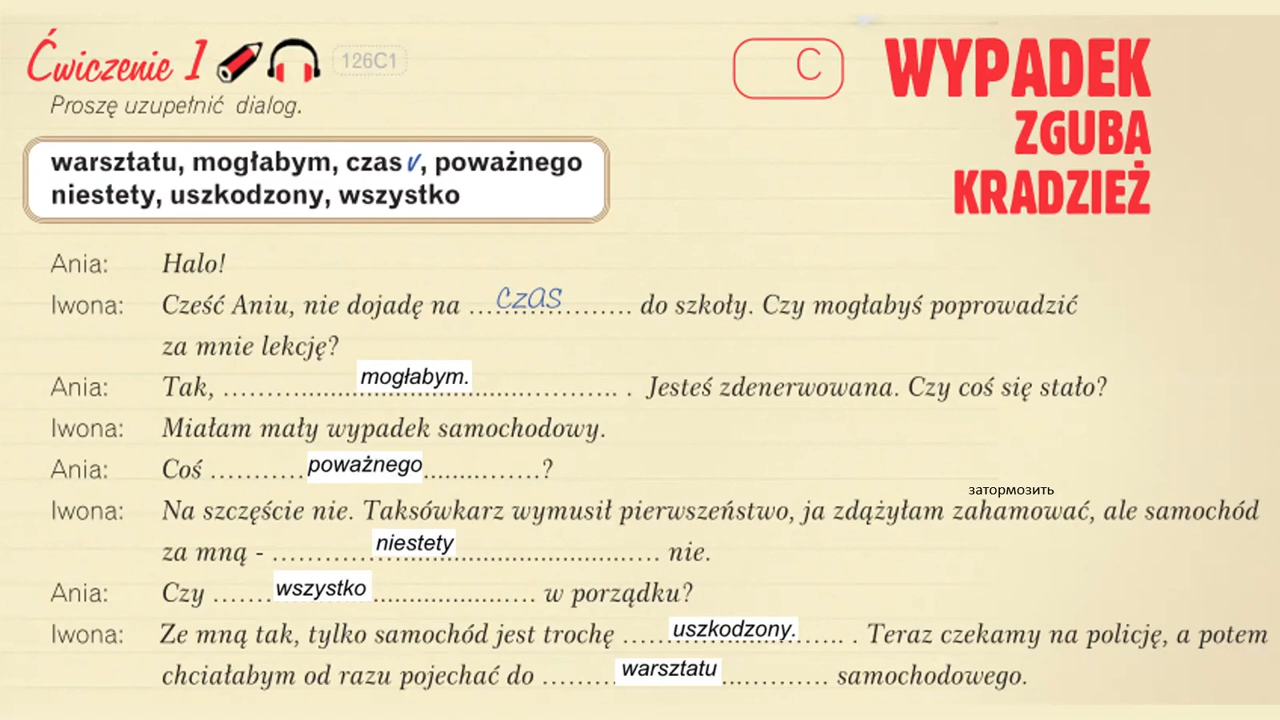 Ćwiczenie 1 126C1
Proszę uzupełnić dialog.
C
WYPADEK
ZGUBA
KRADZIEŻ
warsztatu, mogłabym, czas √, poważnego
niestety, uszkodzony, wszystko
Ania: Halo!
Iwona: Cześć Aniu, nie dojadę na ....czas.... do szkoły. Czy mogłabyś poprowadzić
za mnie lekcję?
Ania: Tak, .......... mogłabym. .......... . Jesteś zdenerwowana. Czy coś się stało?
Iwona: Miałam mały wypadek samochodowy.
Ania: Coś .......... poważnego ..........?
затормозить
Iwona: Na szczęście nie. Taksówkarz wymusił pierwszeństwo, ja zdążyłam zahamować, ale samochód
za mną - .......... niestety .......... nie.
Ania: Czy ....... wszystko .......... w porządku?
Iwona: Ze mną tak, tylko samochód jest trochę ...... uszkodzony. ...... . Teraz czekamy na policję, a potem
chciałabym od razu pojechać do ......... warsztatu .......... samochodowego.